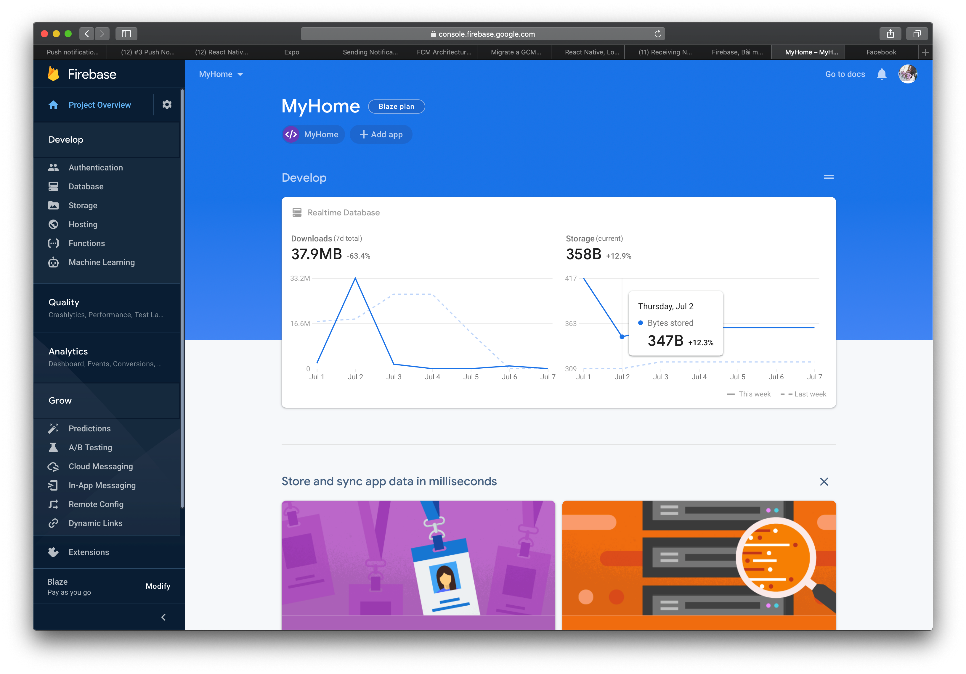 console.firebase.google.com
Push notificatio...
(12) #3 Push No...
(12) React Nativ...
Expo
Sending Notifica...
FCM Architectur...
Migrate a GCM...
React Native, Lo...
(11) Receiving N...
Firebase, Bài m...
MyHome – MyH...
Facebook
Firebase
Project Overview
Develop
Authentication
Database
Storage
Hosting
Functions
Machine Learning
Quality
Crashlytics, Performance, Test La...
Analytics
Dashboard, Events, Conversions, ...
Grow
Predictions
A/B Testing
Cloud Messaging
In-App Messaging
Remote Config
Dynamic Links
Extensions
Blaze
Pay as you go
Modify
MyHome
Go to docs
MyHome
Blaze plan
MyHome
+ Add app
Develop
Realtime Database
Downloads (7d total)
37.9MB -63.4%
33.2M
16.6M
0
Jul 1 Jul 2 Jul 3 Jul 4 Jul 5 Jul 6 Jul 7
Storage (current)
358B +12.9%
417
363
309
Jul 1 Jul 2 Jul 3 Jul 4 Jul 5 Jul 6 Jul 7
Thursday, Jul 2
Bytes stored
347B +12.3%
This week
Last week
Store and sync app data in milliseconds